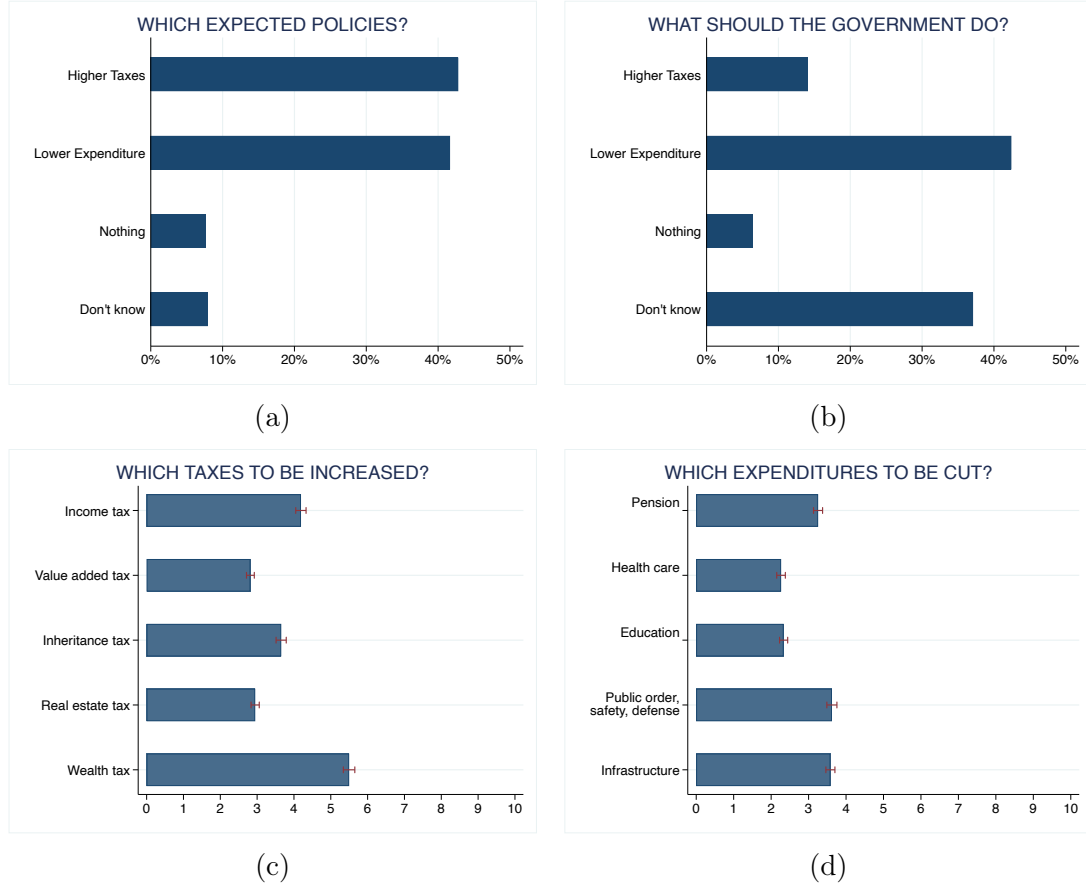 WHICH EXPECTED POLICIES?
Higher Taxes
Lower Expenditure
Nothing
Don't know
0% 10% 20% 30% 40% 50%
(a)
WHAT SHOULD THE GOVERNMENT DO?
Higher Taxes
Lower Expenditure
Nothing
Don't know
0% 10% 20% 30% 40% 50%
(b)
WHICH TAXES TO BE INCREASED?
Income tax
Value added tax
Inheritance tax
Real estate tax
Wealth tax
0 1 2 3 4 5 6 7 8 9 10
(c)
WHICH EXPENDITURES TO BE CUT?
Pension
Health care
Education
Public order,
safety, defense
Infrastructure
0 1 2 3 4 5 6 7 8 9 10
(d)